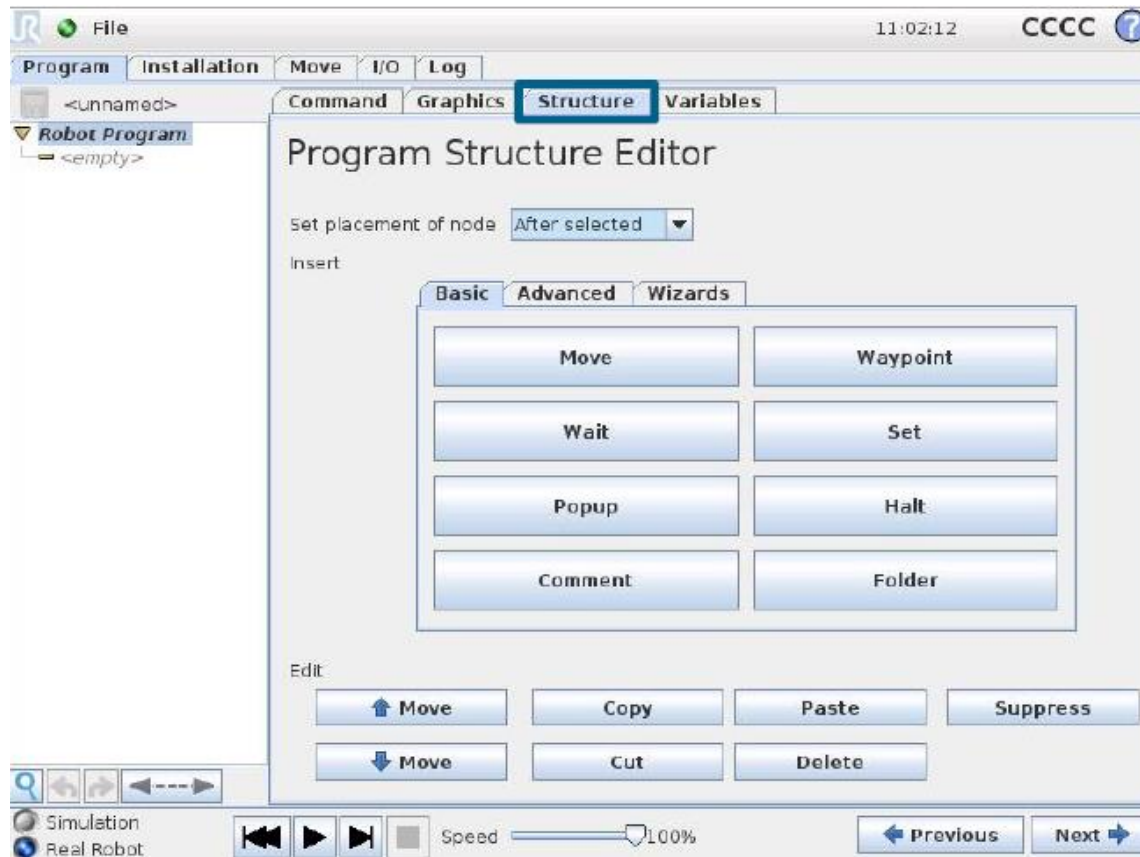 UR File 11:02:12 CCCC ?
Program Installation Move I/O Log
<unnamed> Command Graphics Structure Variables
Robot Program
<empty>
Program Structure Editor
Set placement of node After selected
Insert
Basic Advanced Wizards
Move Waypoint
Wait Set
Popup Halt
Comment Folder
Edit
Move Copy Paste Suppress
Move Cut Delete
Simulation
Real Robot
Speed 100% Previous Next